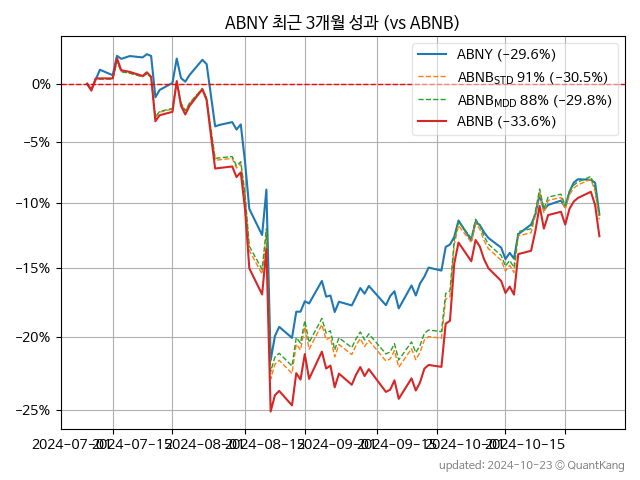 ABNY 최근 3개월 성과 (vs ABNB)
ABNY (−29.6%)
ABNB_STD 91% (−30.5%)
ABNB_MDD 88% (−29.8%)
ABNB (−33.6%)
0%
−5%
−10%
−15%
−20%
−25%
2024-07-01 2024-07-15 2024-08-01 2024-08-15 2024-09-01 2024-09-15 2024-10-01 2024-10-15
updated: 2024-10-23 ⓒ QuantKang